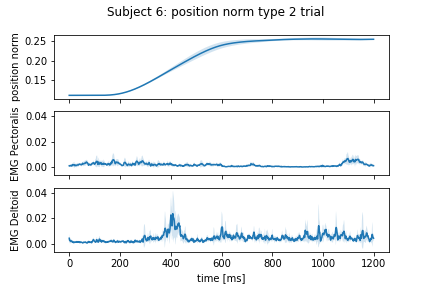 Subject 6: position norm type 2 trial
position norm
0.25
0.20
0.15
EMG Pectoralis
0.04
0.02
0.00
EMG Deltoid
0.04
0.02
0.00
0 200 400 600 800 1000 1200
time [ms]